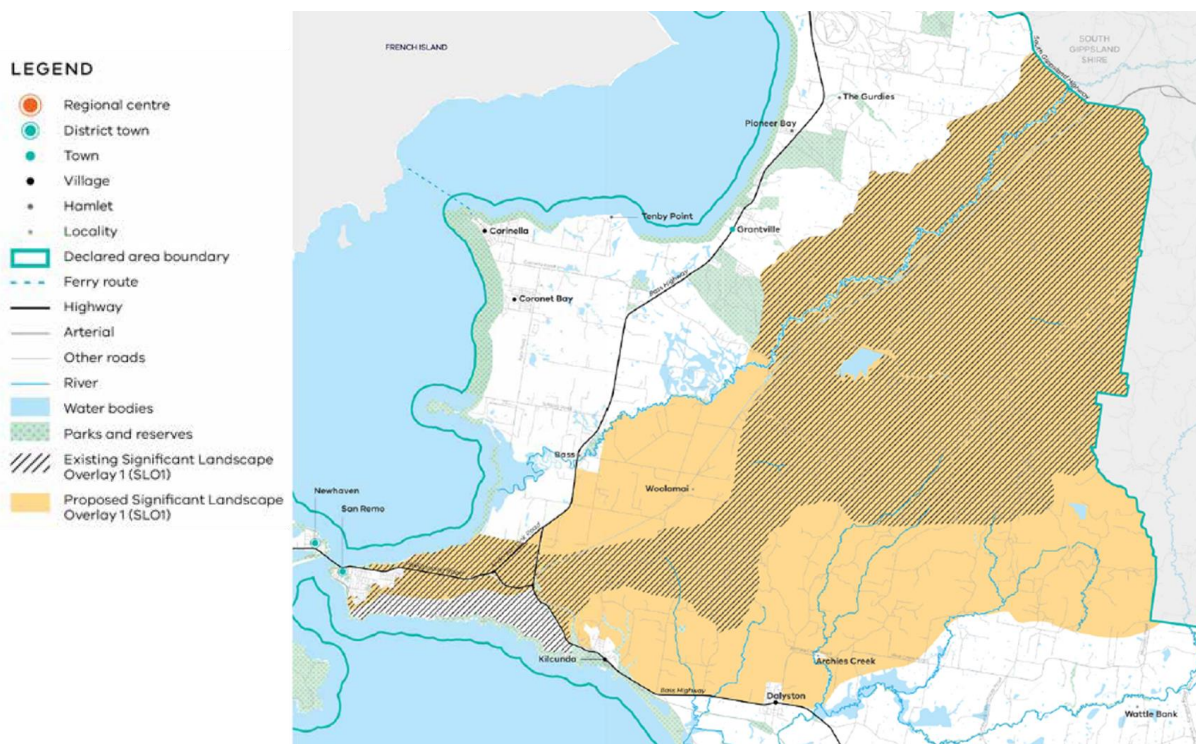 LEGEND
Regional centre
District town
Town
Village
Hamlet
Locality
Declared area boundary
Ferry route
Highway
Arterial
Other roads
River
Water bodies
Parks and reserves
Existing Significant Landscape
Overlay 1 (SLO1)
Proposed Significant Landscape
Overlay 1 (SLO1)
FRENCH ISLAND
SOUTH
GIPPSLAND
SHIRE
South Gippsland Highway
The Gurdies
Pioneer Bay
Tenby Point
Corinella
Grantville
Bass Highway
Coronet Bay
Bass
Woolamai
Newhaven
San Remo
Kilcunda
Archies Creek
Bass Highway
Dalyston
Wattle Bank